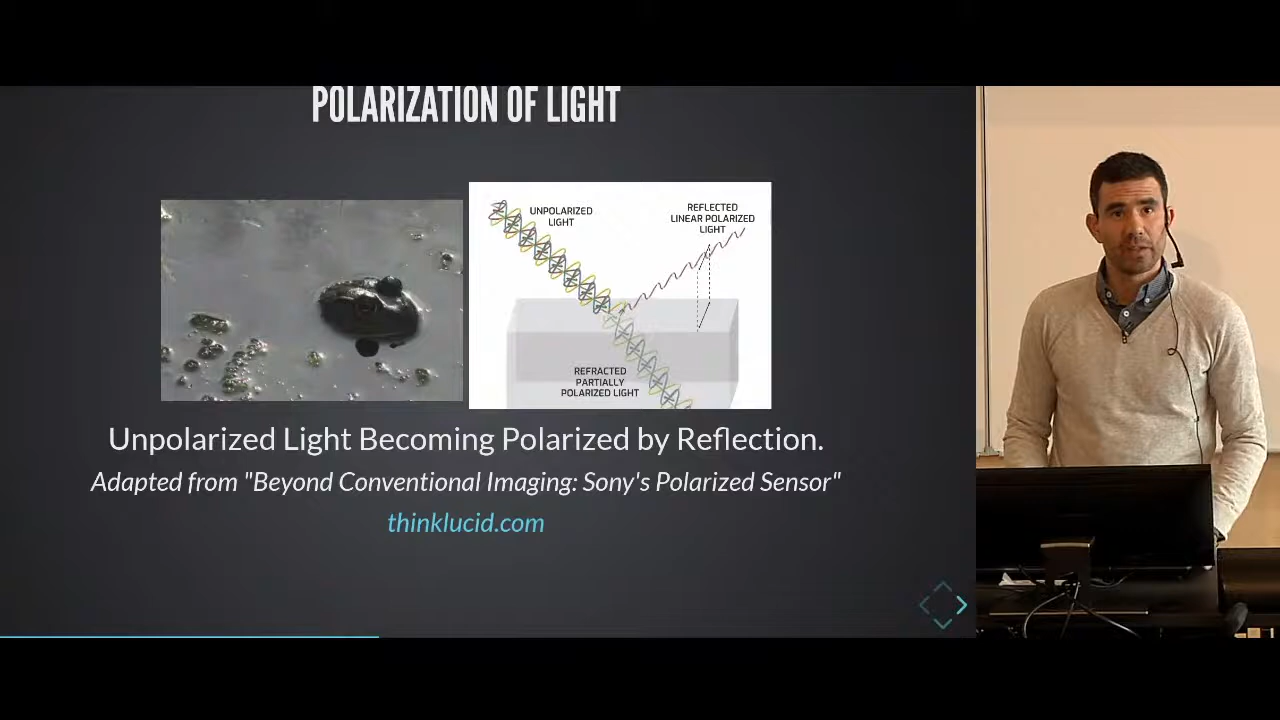 POLARIZATION OF LIGHT
UNPOLARIZED
LIGHT
REFLECTED
LINEAR POLARIZED
LIGHT
REFRACTED
PARTIALLY
POLARIZED LIGHT
Unpolarized Light Becoming Polarized by Reflection.
Adapted from "Beyond Conventional Imaging: Sony's Polarized Sensor"
thinklucid.com